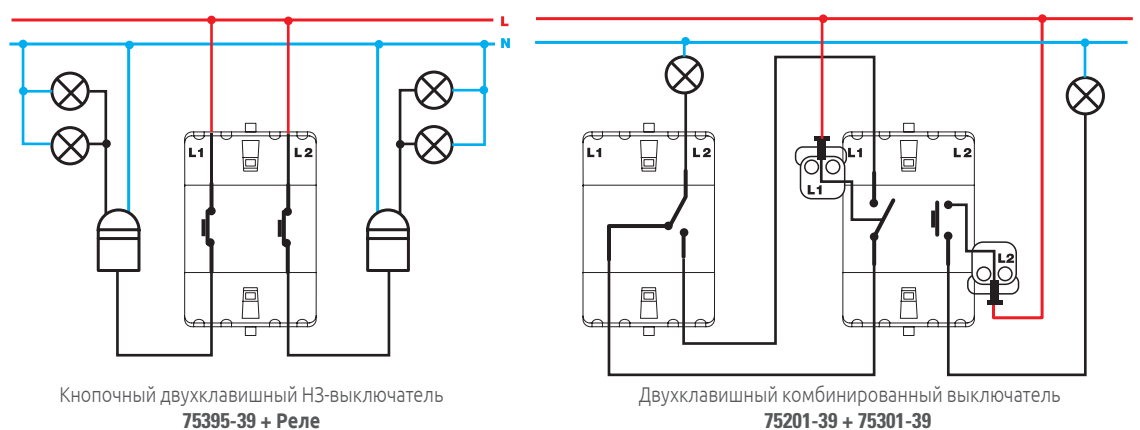 L
N
L1
L2
Кнопочный двухклавишный НЗ-выключатель
75395-39 + Реле
L1
L2
L1
L2
L1
L2
Двухклавишный комбинированный выключатель
75201-39 + 75301-39